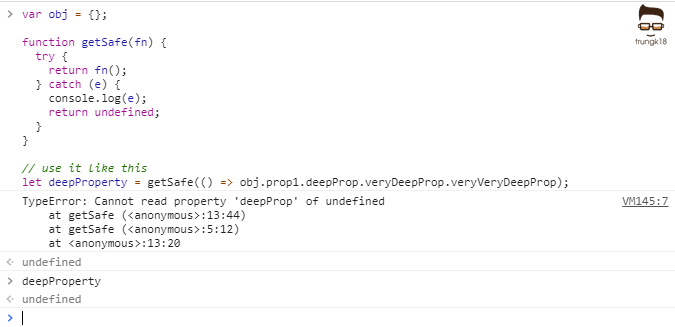 var obj = {};
trungk18
function getSafe(fn) {
  try {
    return fn();
  } catch (e) {
    console.log(e);
    return undefined;
  }
}
// use it like this
let deepProperty = getSafe(() => obj.prop1.deepProp.veryDeepProp.veryVeryDeepProp);
TypeError: Cannot read property 'deepProp' of undefined VM145:7
    at getSafe (<anonymous>:13:44)
    at getSafe (<anonymous>:5:12)
    at <anonymous>:13:20
undefined
deepProperty
undefined